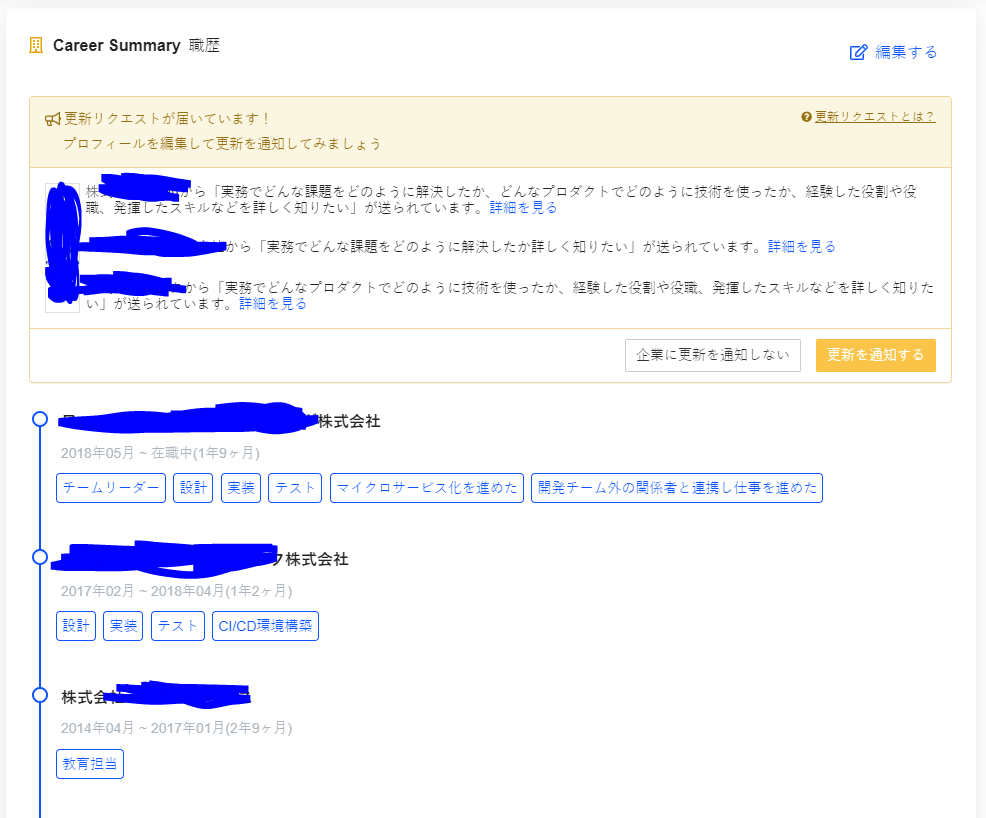 Career Summary 職歴
編集する
更新リクエストが届いています！
更新リクエストとは？
プロフィールを編集して更新を通知してみましょう
株 から「実務でどんな課題をどのように解決したか、どんなプロダクトでどのように技術を使ったか、経験した役割や役
職、発揮したスキルなどを詳しく知りたい」が送られています。詳細を見る
から「実務でどんな課題をどのように解決したか詳しく知りたい」が送られています。詳細を見る
から「実務でどんなプロダクトでどのように技術を使ったか、経験した役割や役職、発揮したスキルなどを詳しく知りた
い」が送られています。詳細を見る
企業に更新を通知しない
更新を通知する
株式会社
2018年05月 ~ 在職中(1年9ヶ月)
チームリーダー 設計 実装 テスト マイクロサービス化を進めた 開発チーム外の関係者と連携し仕事を進めた
株式会社
2017年02月 ~ 2018年04月(1年2ヶ月)
設計 実装 テスト CI/CD環境構築
株式会社
2014年04月 ~ 2017年01月(2年9ヶ月)
教育担当